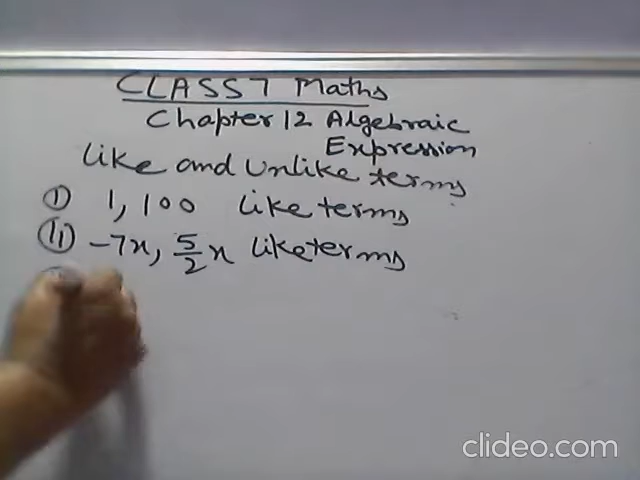 CLASS 7 Maths
Chapter 12 Algebraic
Expression
Like and Unlike terms
(i) 1, 100 Like terms
(ii) -7x, 5/2 x Like terms
clideo.com